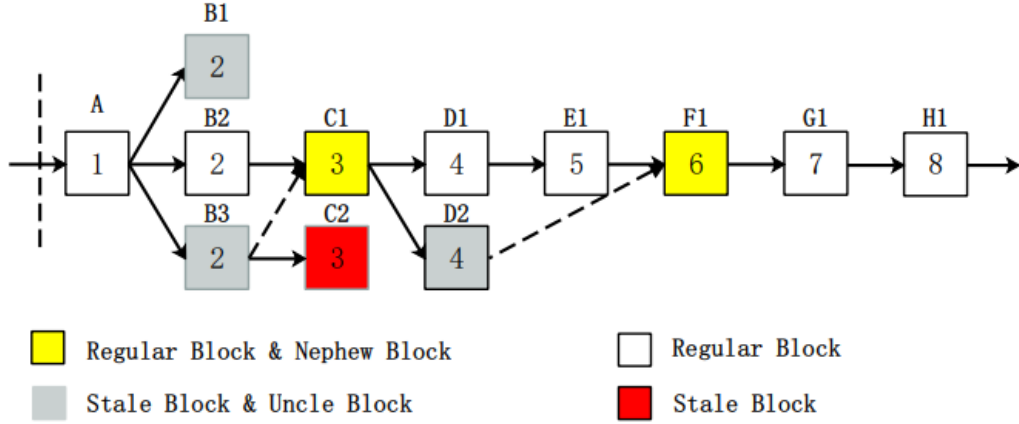 B1
2
A B2 C1 D1 E1 F1 G1 H1
1 2 3 4 5 6 7 8
B3 C2 D2
2 3 4
Regular Block & Nephew Block
Regular Block
Stale Block & Uncle Block
Stale Block